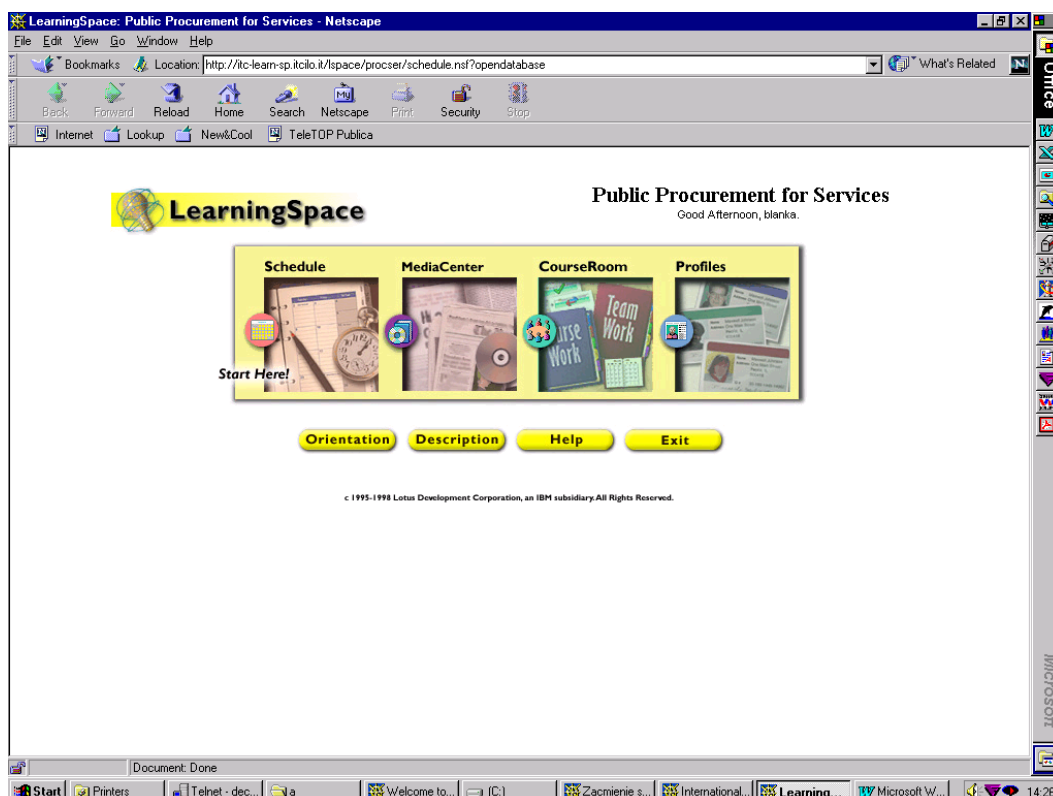 LearningSpace: Public Procurement for Services - Netscape
File Edit View Go Window Help
Bookmarks Location: http://itc-learn-sp.itcilo.it/lspace/procser/schedule.nsf?opendatabase What's Related N
Back Forward Reload Home Search Netscape Print Security Stop
Internet Lookup New&Cool TeleTOP Publica
Office
LearningSpace
Public Procurement for Services
Good Afternoon, blanka.
Schedule MediaCenter CourseRoom Profiles
Team Work
Work
Start Here!
Orientation Description Help Exit
c 1995-1998 Lotus Development Corporation, an IBM subsidiary.All Rights Reserved.
Microsoft
Document: Done
Start Printers Telnet - dec... a Welcome to... (C:) Zacmienie s... International... Learning... Microsoft W... 14:28